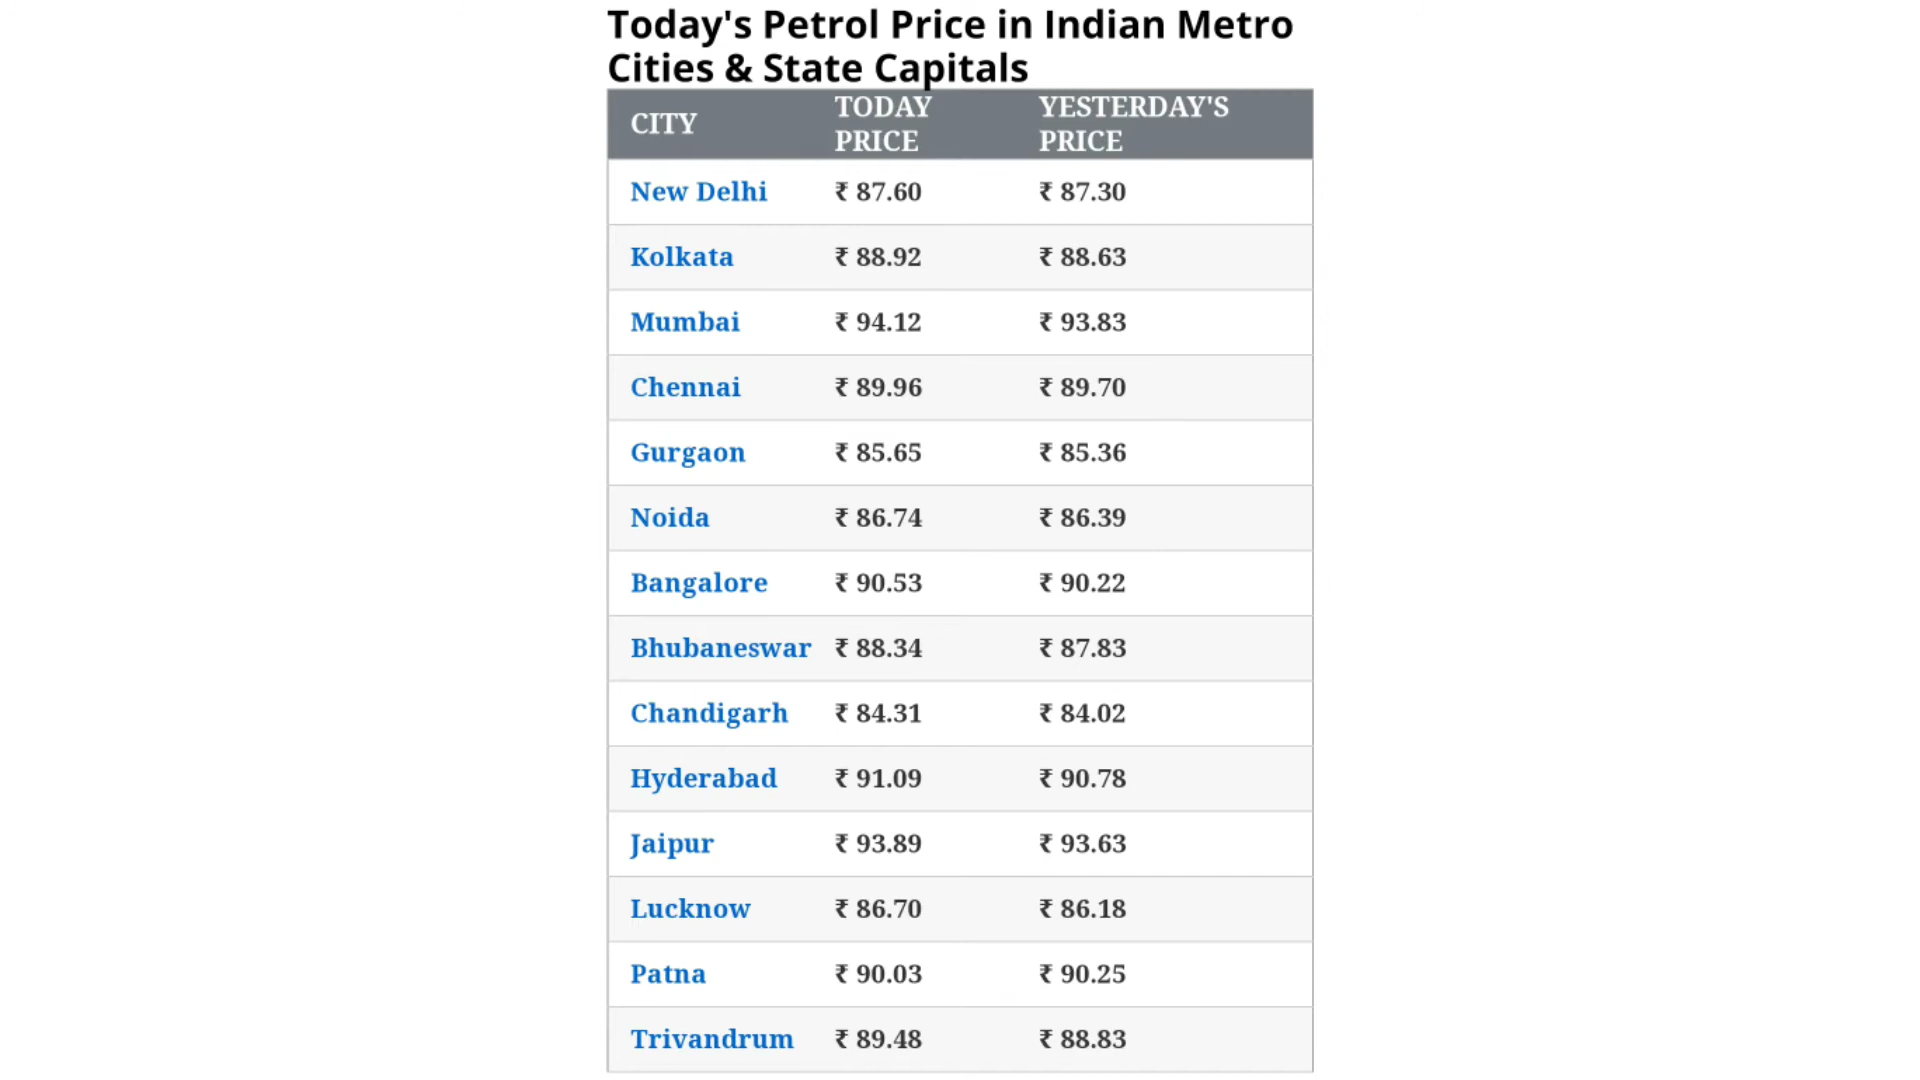 Today's Petrol Price in Indian Metro
Cities & State Capitals
CITY TODAY PRICE YESTERDAY'S PRICE
New Delhi ₹ 87.60 ₹ 87.30
Kolkata ₹ 88.92 ₹ 88.63
Mumbai ₹ 94.12 ₹ 93.83
Chennai ₹ 89.96 ₹ 89.70
Gurgaon ₹ 85.65 ₹ 85.36
Noida ₹ 86.74 ₹ 86.39
Bangalore ₹ 90.53 ₹ 90.22
Bhubaneswar ₹ 88.34 ₹ 87.83
Chandigarh ₹ 84.31 ₹ 84.02
Hyderabad ₹ 91.09 ₹ 90.78
Jaipur ₹ 93.89 ₹ 93.63
Lucknow ₹ 86.70 ₹ 86.18
Patna ₹ 90.03 ₹ 90.25
Trivandrum ₹ 89.48 ₹ 88.83